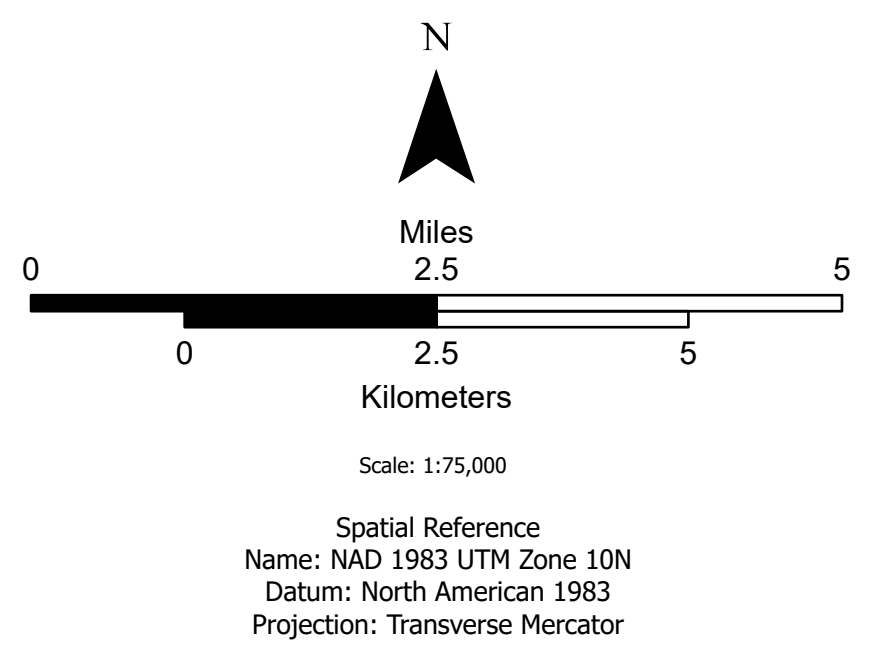 N
Miles
0 2.5 5
0 2.5 5
Kilometers
Scale: 1:75,000
Spatial Reference
Name: NAD 1983 UTM Zone 10N
Datum: North American 1983
Projection: Transverse Mercator